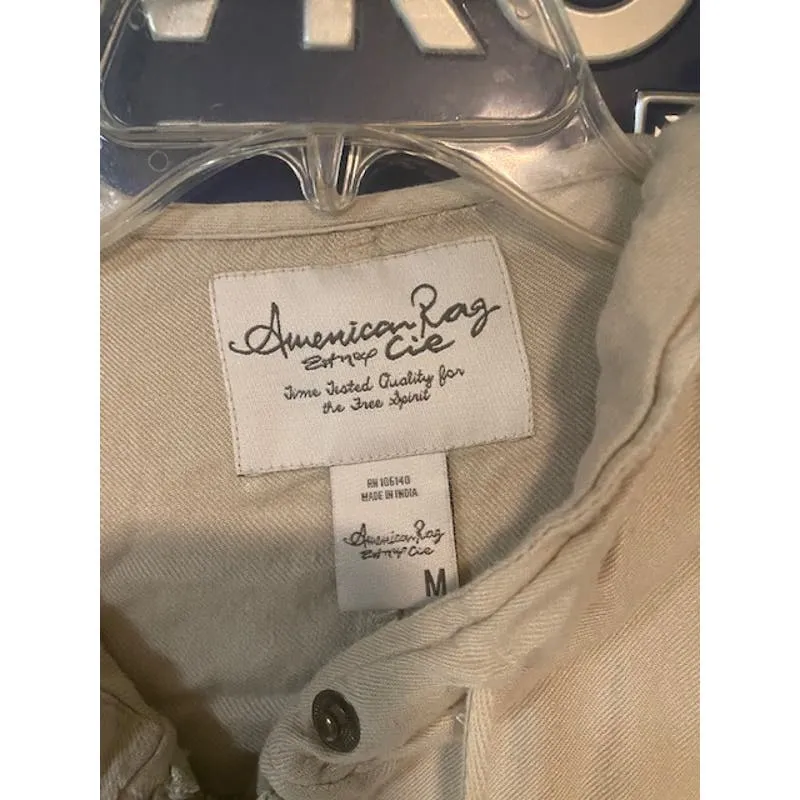 American Rag
Cie
Time Tested Quality for
the Free Spirit
RN 106140
MADE IN INDIA
American Rag
Cie
M